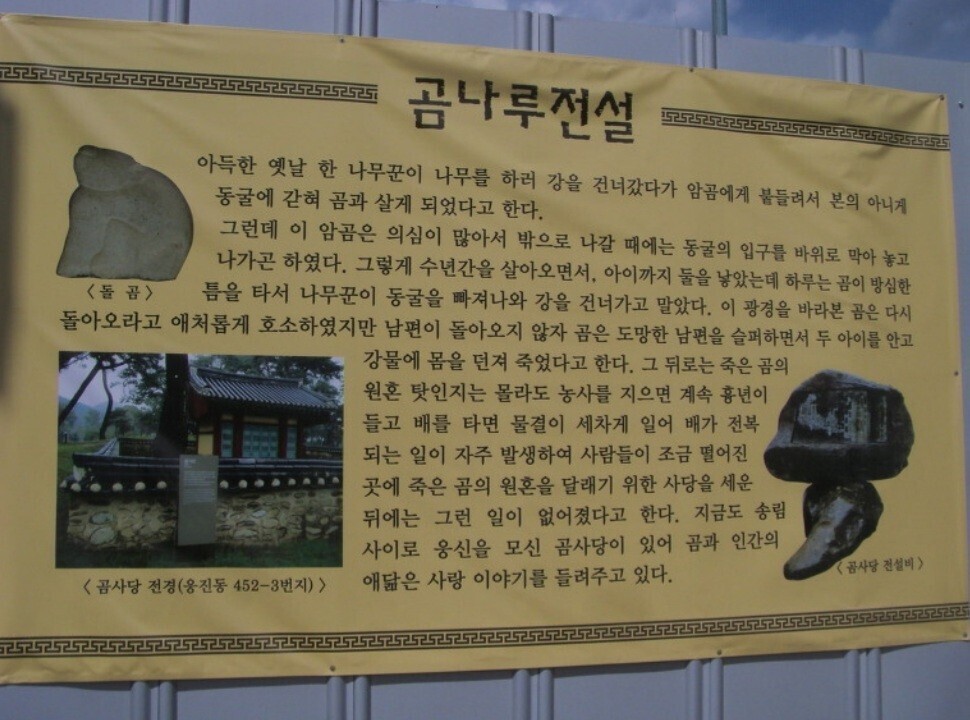 곰나루전설
아득한 옛날 한 나무꾼이 나무를 하러 강을 건너갔다가 암곰에게 붙들려서 본의 아니게
동굴에 갇혀 곰과 살게 되었다고 한다.
그런데 이 암곰은 의심이 많아서 밖으로 나갈 때에는 동굴의 입구를 바위로 막아 놓고
나가곤 하였다. 그렇게 수년간을 살아오면서, 아이까지 둘을 낳았는데 하루는 곰이 방심한
틈을 타서 나무꾼이 동굴을 빠져나와 강을 건너가고 말았다. 이 광경을 바라본 곰은 다시
돌아오라고 애처롭게 호소하였지만 남편이 돌아오지 않자 곰은 도망한 남편을 슬퍼하면서 두 아이를 안고
강물에 몸을 던져 죽었다고 한다. 그 뒤로는 죽은 곰의
원혼 탓인지는 몰라도 농사를 지으면 계속 흉년이
들고 배를 타면 물결이 세차게 일어 배가 전복
되는 일이 자주 발생하여 사람들이 조금 떨어진
곳에 죽은 곰의 원혼을 달래기 위한 사당을 세운
뒤에는 그런 일이 없어졌다고 한다. 지금도 송림
사이로 웅신을 모신 곰사당이 있어 곰과 인간의
애닮은 사랑 이야기를 들려주고 있다.
〈 돌 곰 〉
〈 곰사당 전경(웅진동 452-3번지) 〉
〈 곰사당 전설비 〉